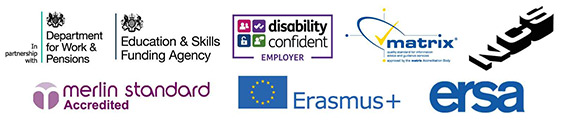 In
partnership
with
Department
for Work &
Pensions
Education & Skills
Funding Agency
disability
confident
EMPLOYER
matrix
quality standard for information
advice and guidance services
approved by the matrix Accreditation Body
NCS
merlin standard
Accredited
Erasmus+
ersa